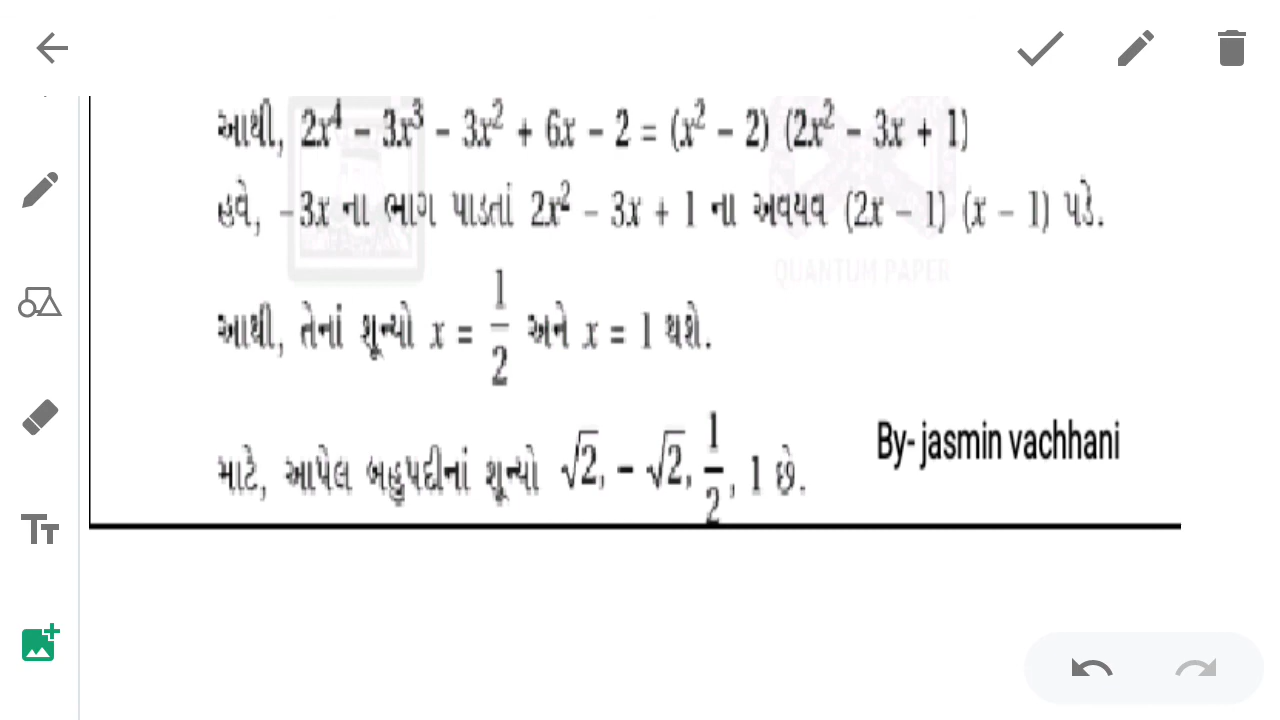 આથી, 2x⁴ − 3x³ − 3x² + 6x − 2 = (x² − 2) (2x² − 3x + 1)
હવે, −3x ના ભાગ પાડતાં 2x² − 3x + 1 ના અવયવ (2x − 1) (x − 1) પડે.
QUANTUM PAPER
આથી, તેનાં શૂન્યો x = 1/2 અને x = 1 થશે.
By- jasmin vachhani
માટે, આપેલ બહુપદીનાં શૂન્યો √2, − √2, 1/2, 1 છે.
TT